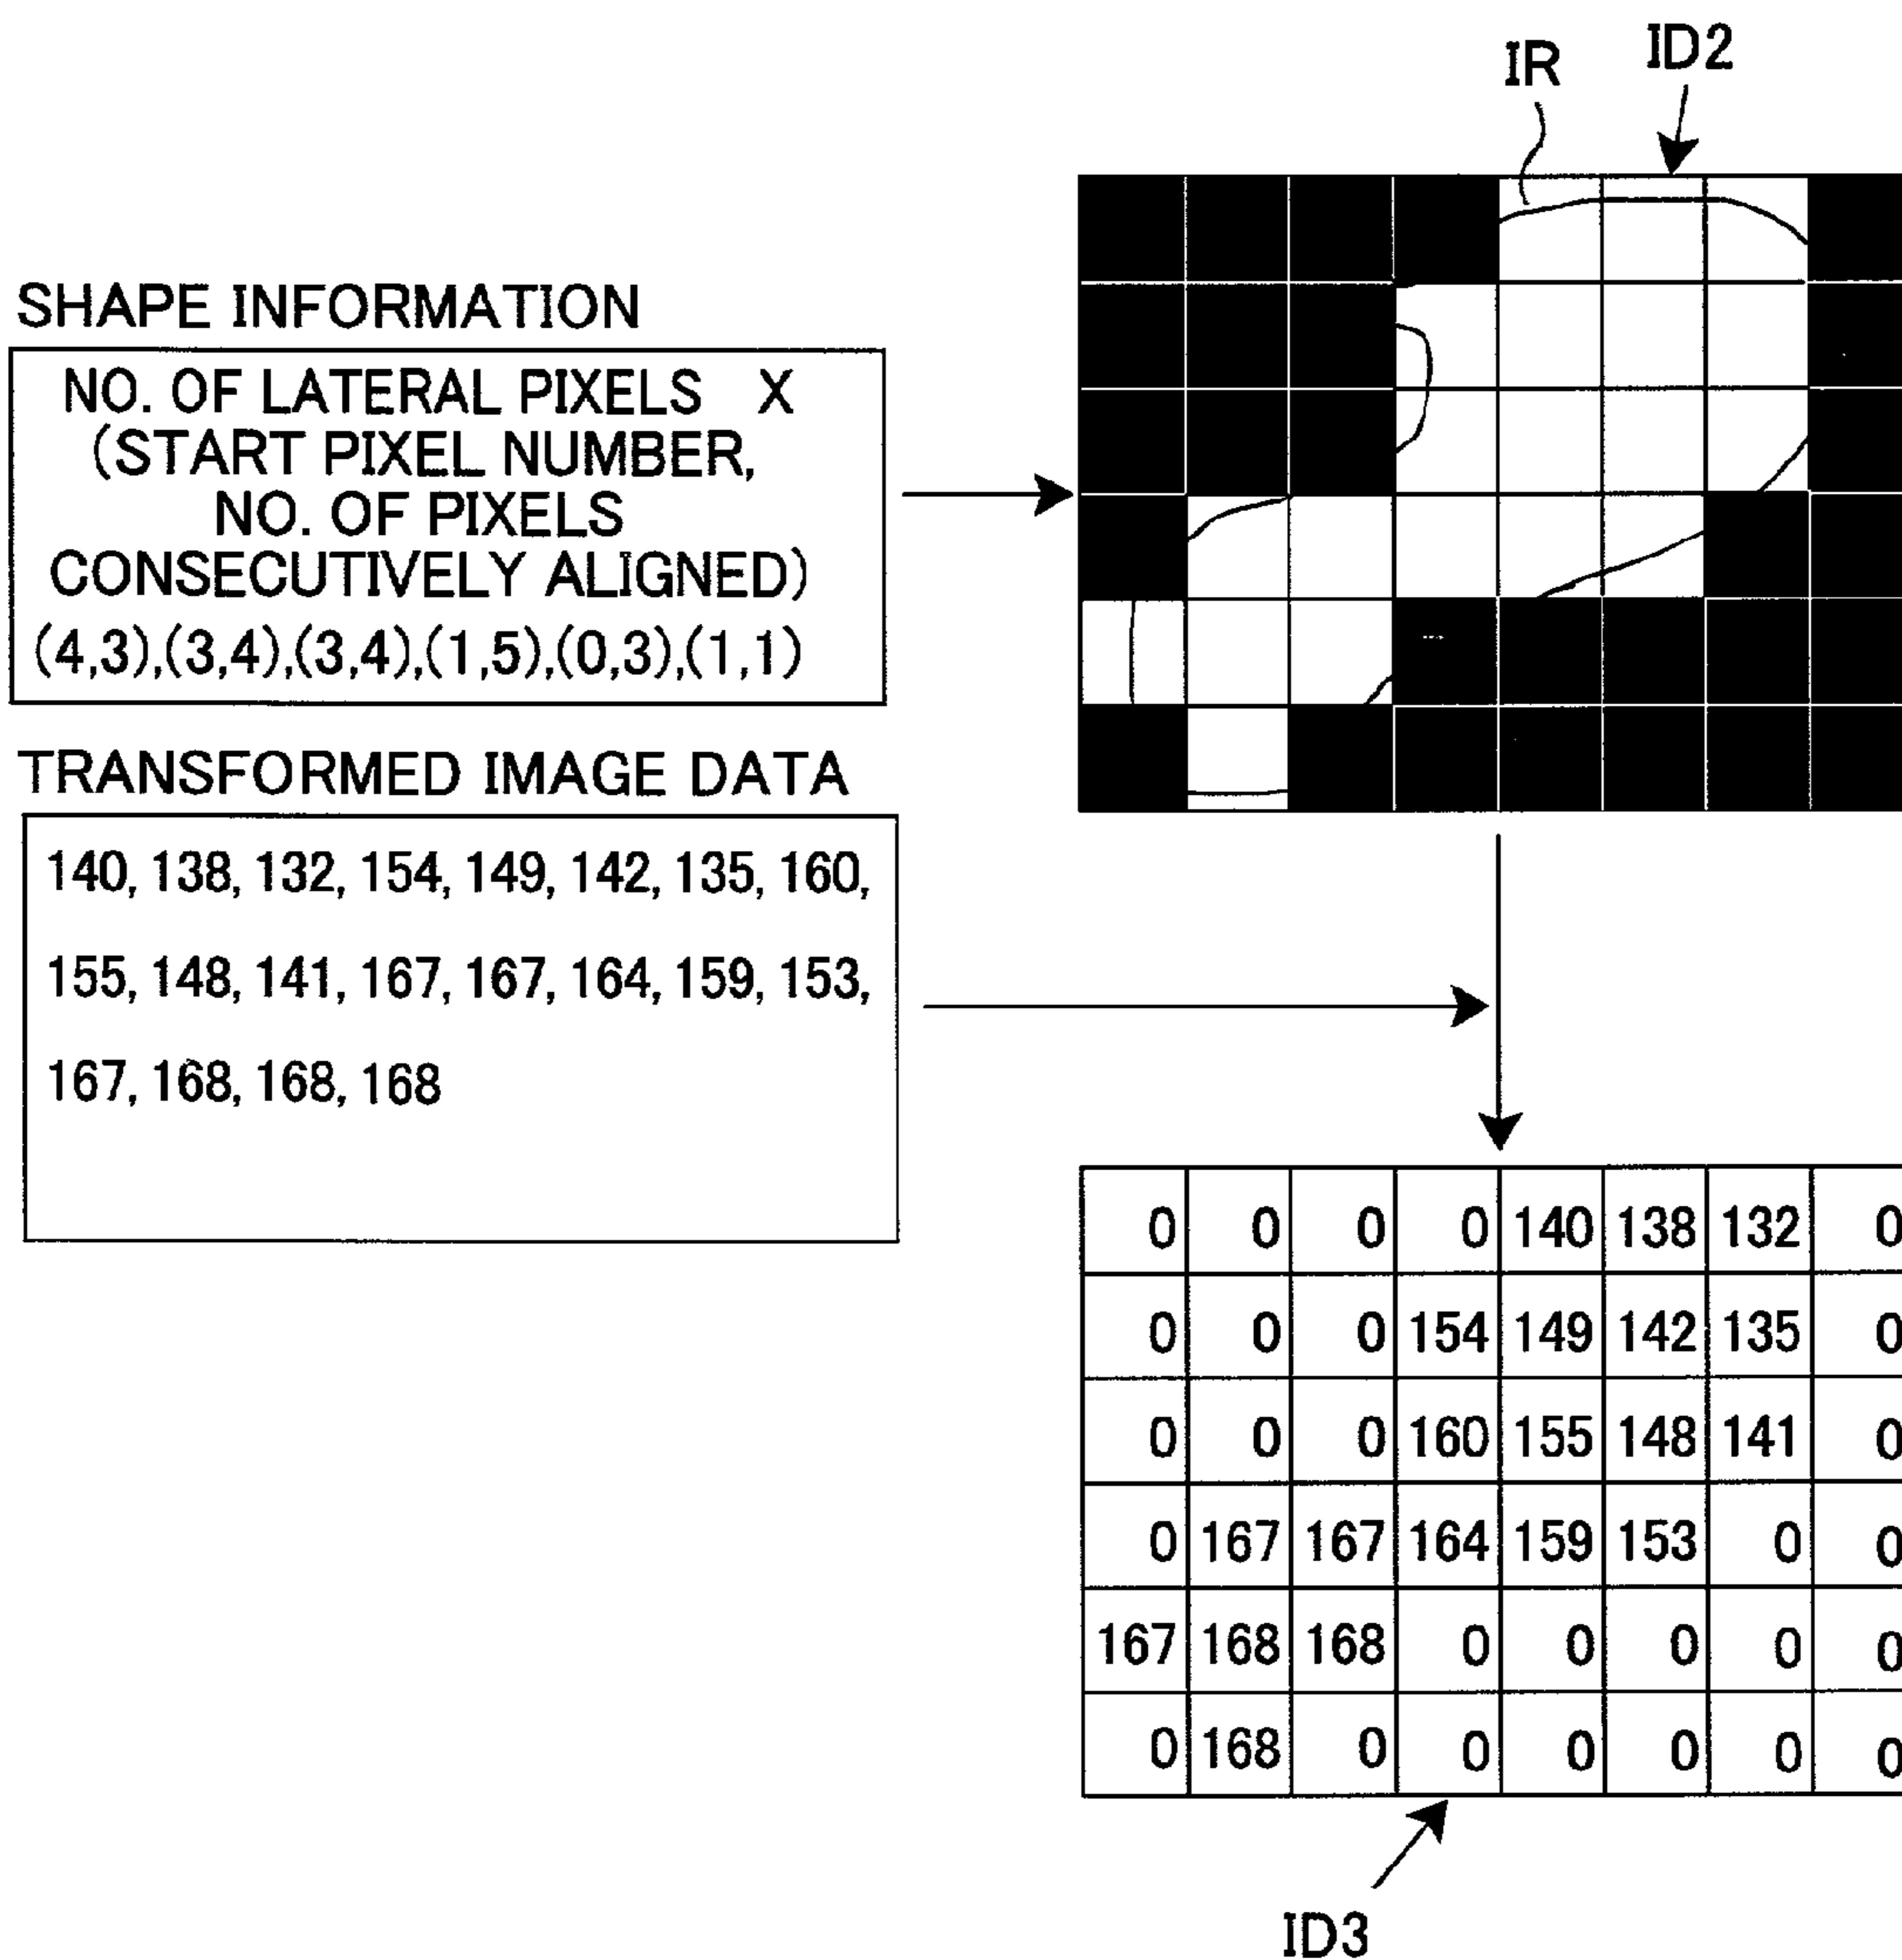 IR ID2
SHAPE INFORMATION
NO. OF LATERAL PIXELS X
(START PIXEL NUMBER,
NO. OF PIXELS
CONSECUTIVELY ALIGNED)
(4,3),(3,4),(3,4),(1,5),(0,3),(1,1)
TRANSFORMED IMAGE DATA
140, 138, 132, 154, 149, 142, 135, 160,
155, 148, 141, 167, 167, 164, 159, 153,
167, 168, 168, 168
0 0 0 0 140 138 132 0
0 0 0 154 149 142 135 0
0 0 0 160 155 148 141 0
0 167 167 164 159 153 0 0
167 168 168 0 0 0 0 0
0 168 0 0 0 0 0 0
ID3